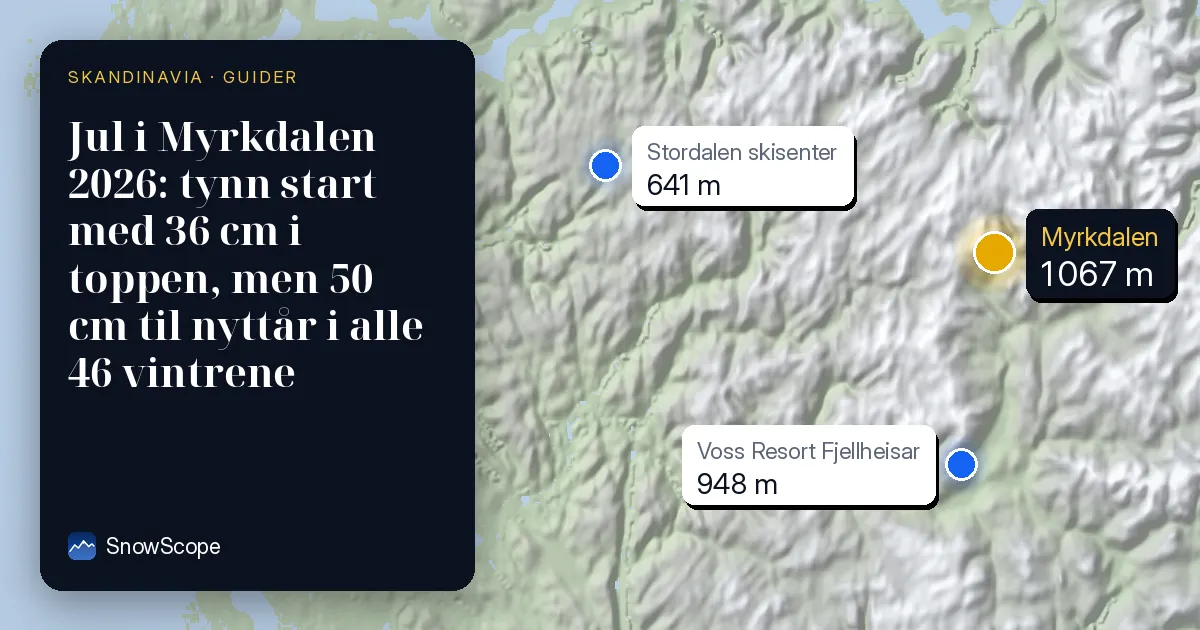 SKANDINAVIA · GUIDER
Jul i Myrkdalen
2026: tynn start
med 36 cm i
toppen, men 50
cm til nyttår i alle
46 vintrene
SnowScope
Stordalen skisenter
641 m
Myrkdalen
1067 m
Voss Resort Fjellheisar
948 m